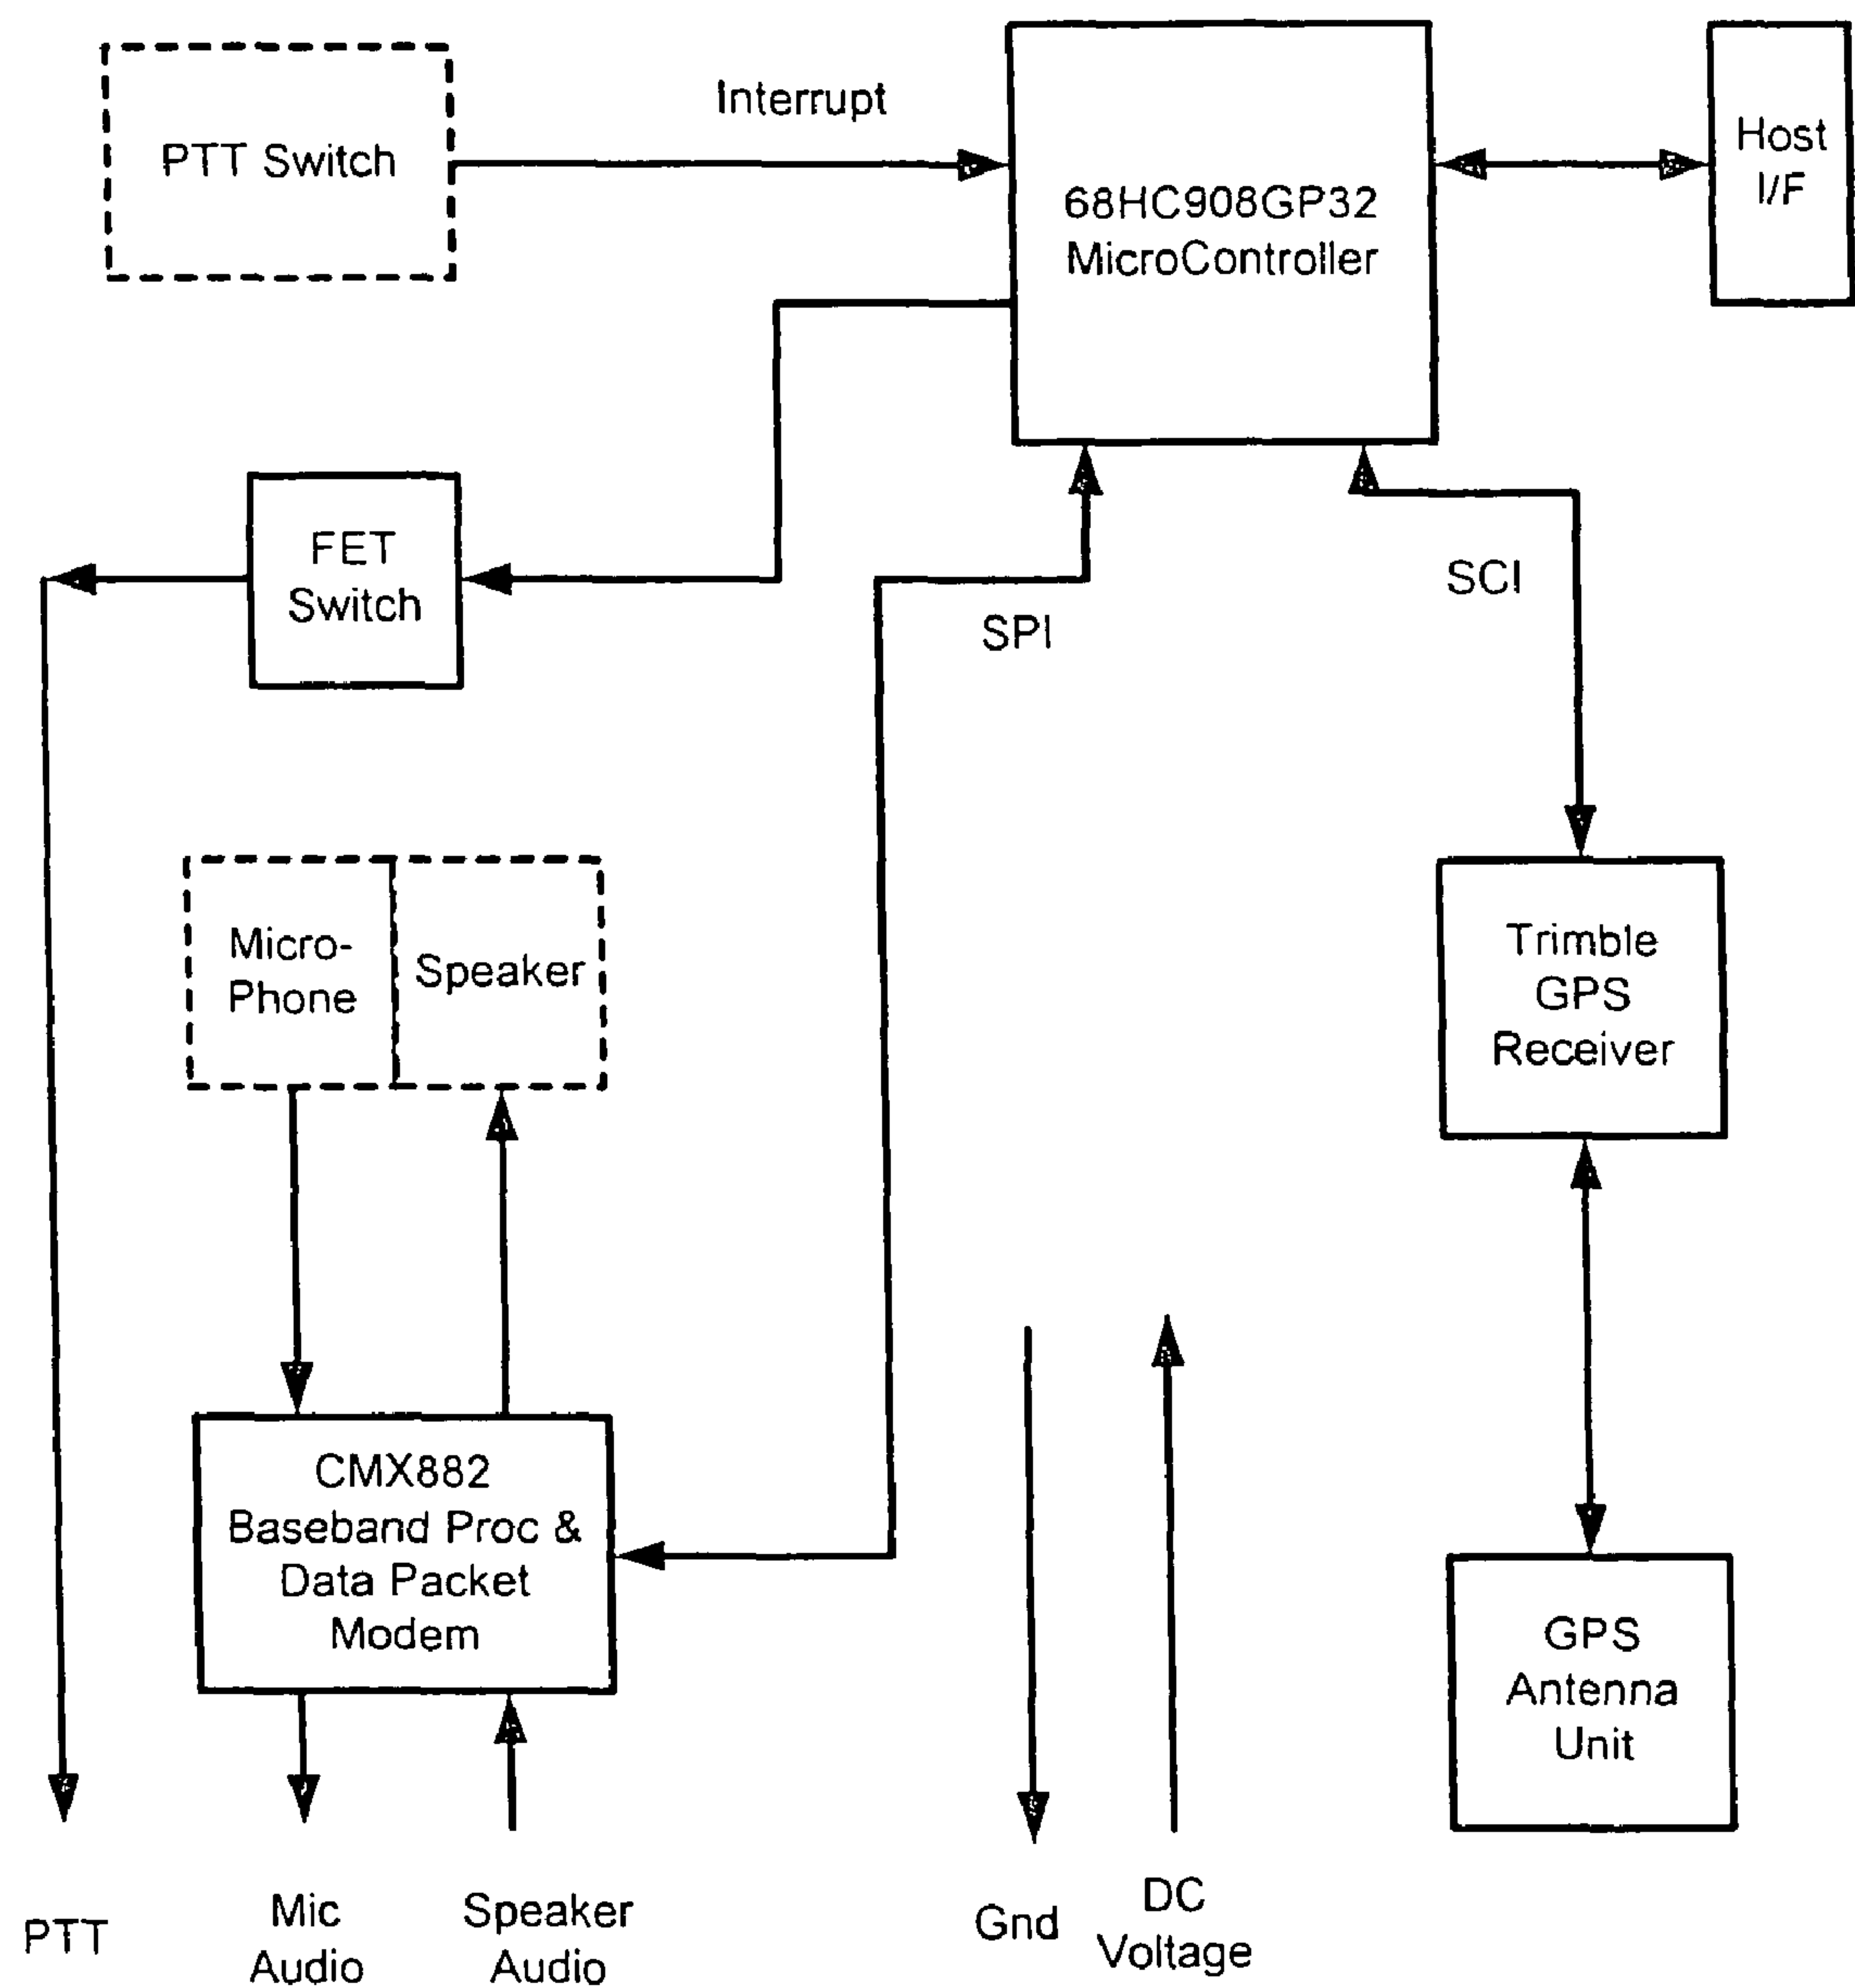 PTT Switch
Interrupt
68HC908GP32
MicroController
Host
I/F
FET
Switch
SPI
SCI
Micro-
Phone
Speaker
Trimble
GPS
Receiver
CMX882
Baseband Proc &
Data Packet
Modem
GPS
Antenna
Unit
PTT
Mic
Audio
Speaker
Audio
Gnd
DC
Voltage